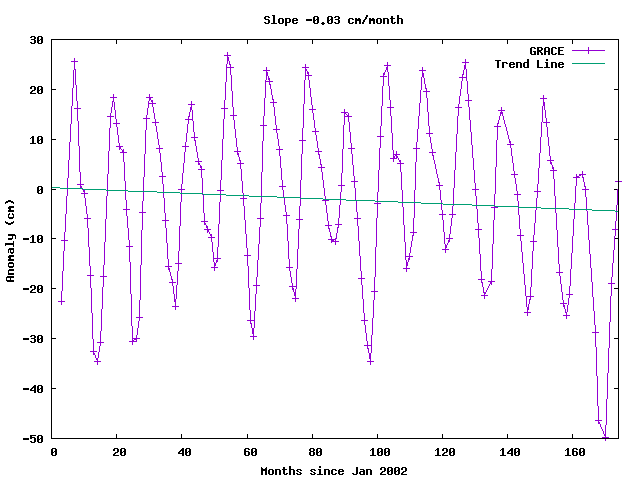 Slope -0.03 cm/month
GRACE
Trend Line
30
20
10
0
-10
-20
-30
-40
-50
Anomaly (cm)
0 20 40 60 80 100 120 140 160
Months since Jan 2002